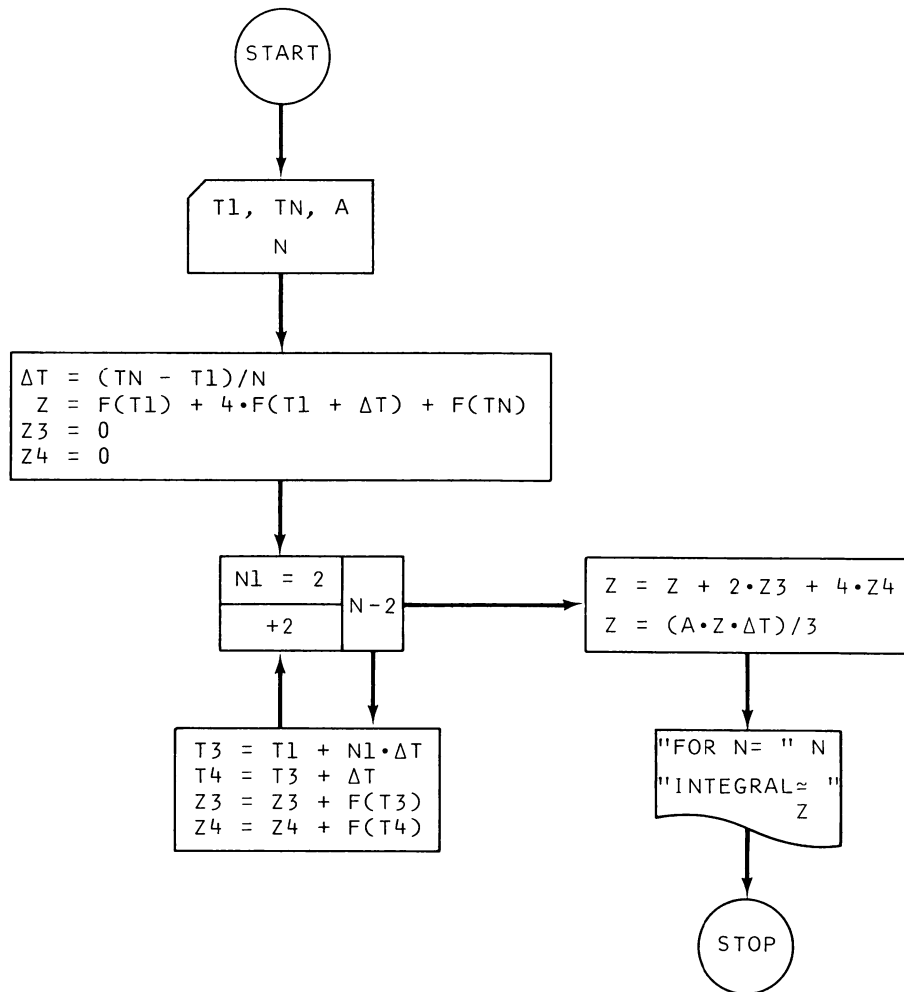 START
T1, TN, A
N
ΔT = (TN - T1)/N
Z = F(T1) + 4•F(T1 + ΔT) + F(TN)
Z3 = 0
Z4 = 0
N1 = 2
+2
N-2
T3 = T1 + N1•ΔT
T4 = T3 + ΔT
Z3 = Z3 + F(T3)
Z4 = Z4 + F(T4)
Z = Z + 2•Z3 + 4•Z4
Z = (A•Z•ΔT)/3
"FOR N= " N
"INTEGRAL≃ "
Z
STOP